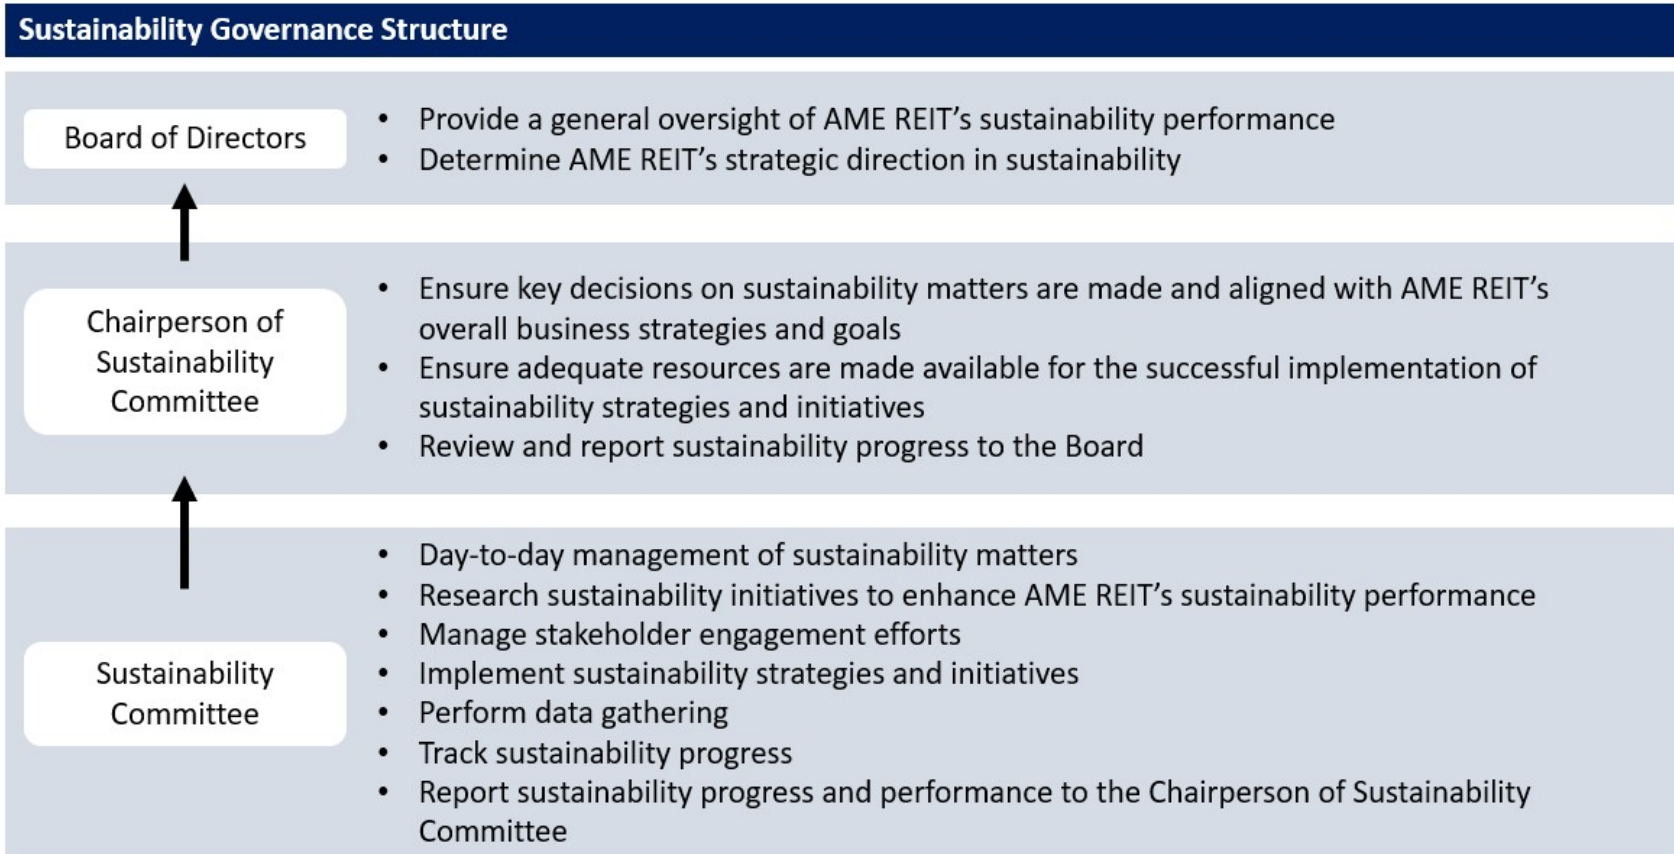 Sustainability Governance Structure
Board of Directors
• Provide a general oversight of AME REIT’s sustainability performance
• Determine AME REIT’s strategic direction in sustainability
Chairperson of
Sustainability
Committee
• Ensure key decisions on sustainability matters are made and aligned with AME REIT’s
overall business strategies and goals
• Ensure adequate resources are made available for the successful implementation of
sustainability strategies and initiatives
• Review and report sustainability progress to the Board
Sustainability
Committee
• Day-to-day management of sustainability matters
• Research sustainability initiatives to enhance AME REIT’s sustainability performance
• Manage stakeholder engagement efforts
• Implement sustainability strategies and initiatives
• Perform data gathering
• Track sustainability progress
• Report sustainability progress and performance to the Chairperson of Sustainability
Committee